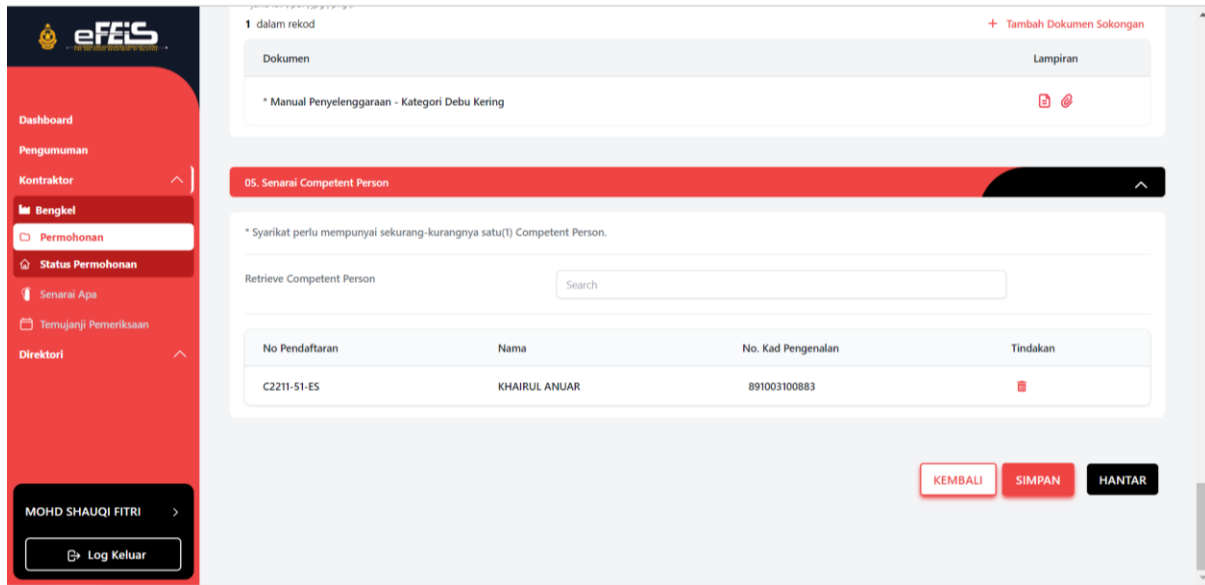 eFEiS
Dashboard
Pengumuman
Kontraktor
Bengkel
Permohonan
Status Permohonan
Senarai Apa
Temujanji Pemeriksaan
Direktori
MOHD SHAUQI FITRI
Log Keluar
1 dalam rekod
+ Tambah Dokumen Sokongan
Dokumen Lampiran
* Manual Penyelenggaraan - Kategori Debu Kering
05. Senarai Competent Person
* Syarikat perlu mempunyai sekurang-kurangnya satu(1) Competent Person.
Retrieve Competent Person Search
No Pendaftaran Nama No. Kad Pengenalan Tindakan
C2211-51-ES KHAIRUL ANUAR 891003100883
KEMBALI SIMPAN HANTAR